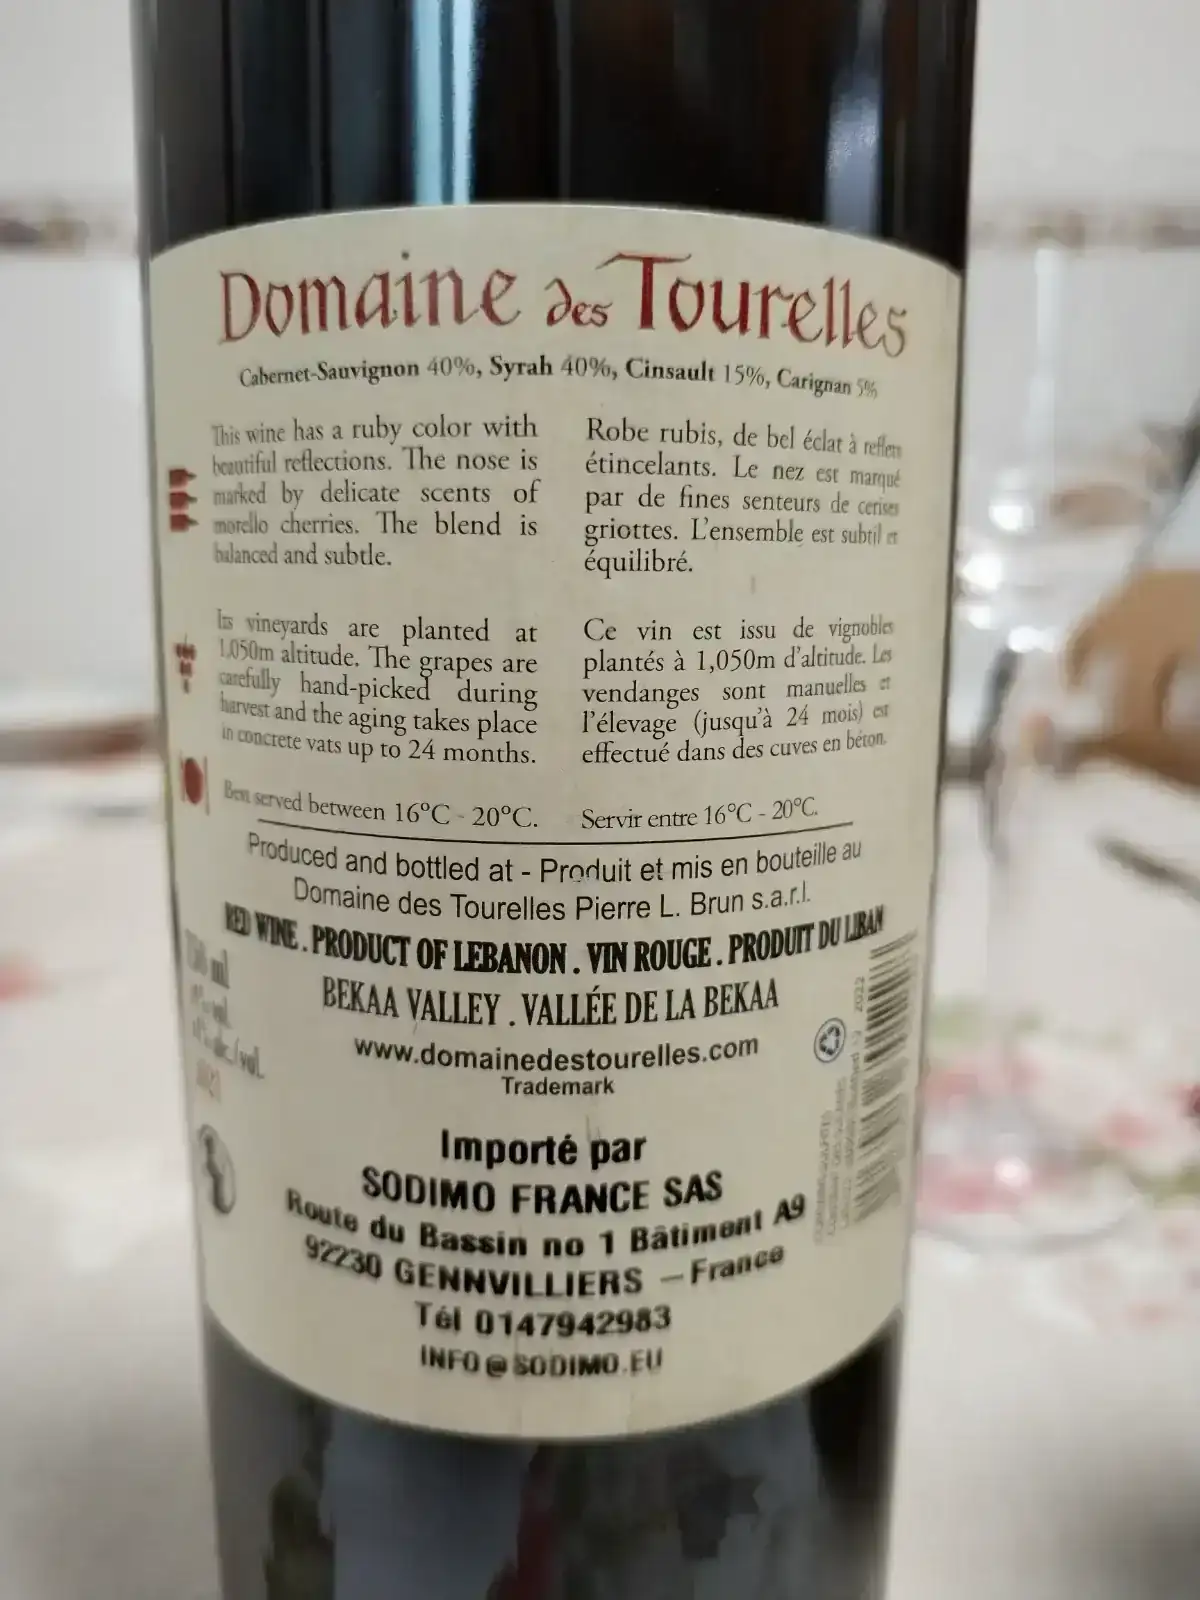 Domaine des Tourelles
Cabernet-Sauvignon 40%, Syrah 40%, Cinsault 15%, Carignan 5%
This wine has a ruby color with
beautiful reflections. The nose is
marked by delicate scents of
morello cherries. The blend is
balanced and subtle.
Robe rubis, de bel éclat à reflets
étincelants. Le nez est marqué
par de fines senteurs de cerises
griottes. L'ensemble est subtil et
équilibré.
Its vineyards are planted at
1,050m altitude. The grapes are
carefully hand-picked during
harvest and the aging takes place
in concrete vats up to 24 months.
Ce vin est issu de vignobles
plantés à 1,050m d'altitude. Les
vendanges sont manuelles et
l'élevage (jusqu'à 24 mois) est
effectué dans des cuves en béton.
Best served between 16°C - 20°C.
Servir entre 16°C - 20°C.
Produced and bottled at - Produit et mis en bouteille au
Domaine des Tourelles Pierre L. Brun s.a.r.l.
RED WINE . PRODUCT OF LEBANON . VIN ROUGE . PRODUIT DU LIBAN
BEKAA VALLEY . VALLÉE DE LA BEKAA
www.domainedestourelles.com
Trademark
ml
2022
Importé par
SODIMO FRANCE SAS
Route du Bassin no 1 Bâtiment A9
92230 GENNVILLIERS – France
Tél 0147942983
INFO@SODIMO.EU